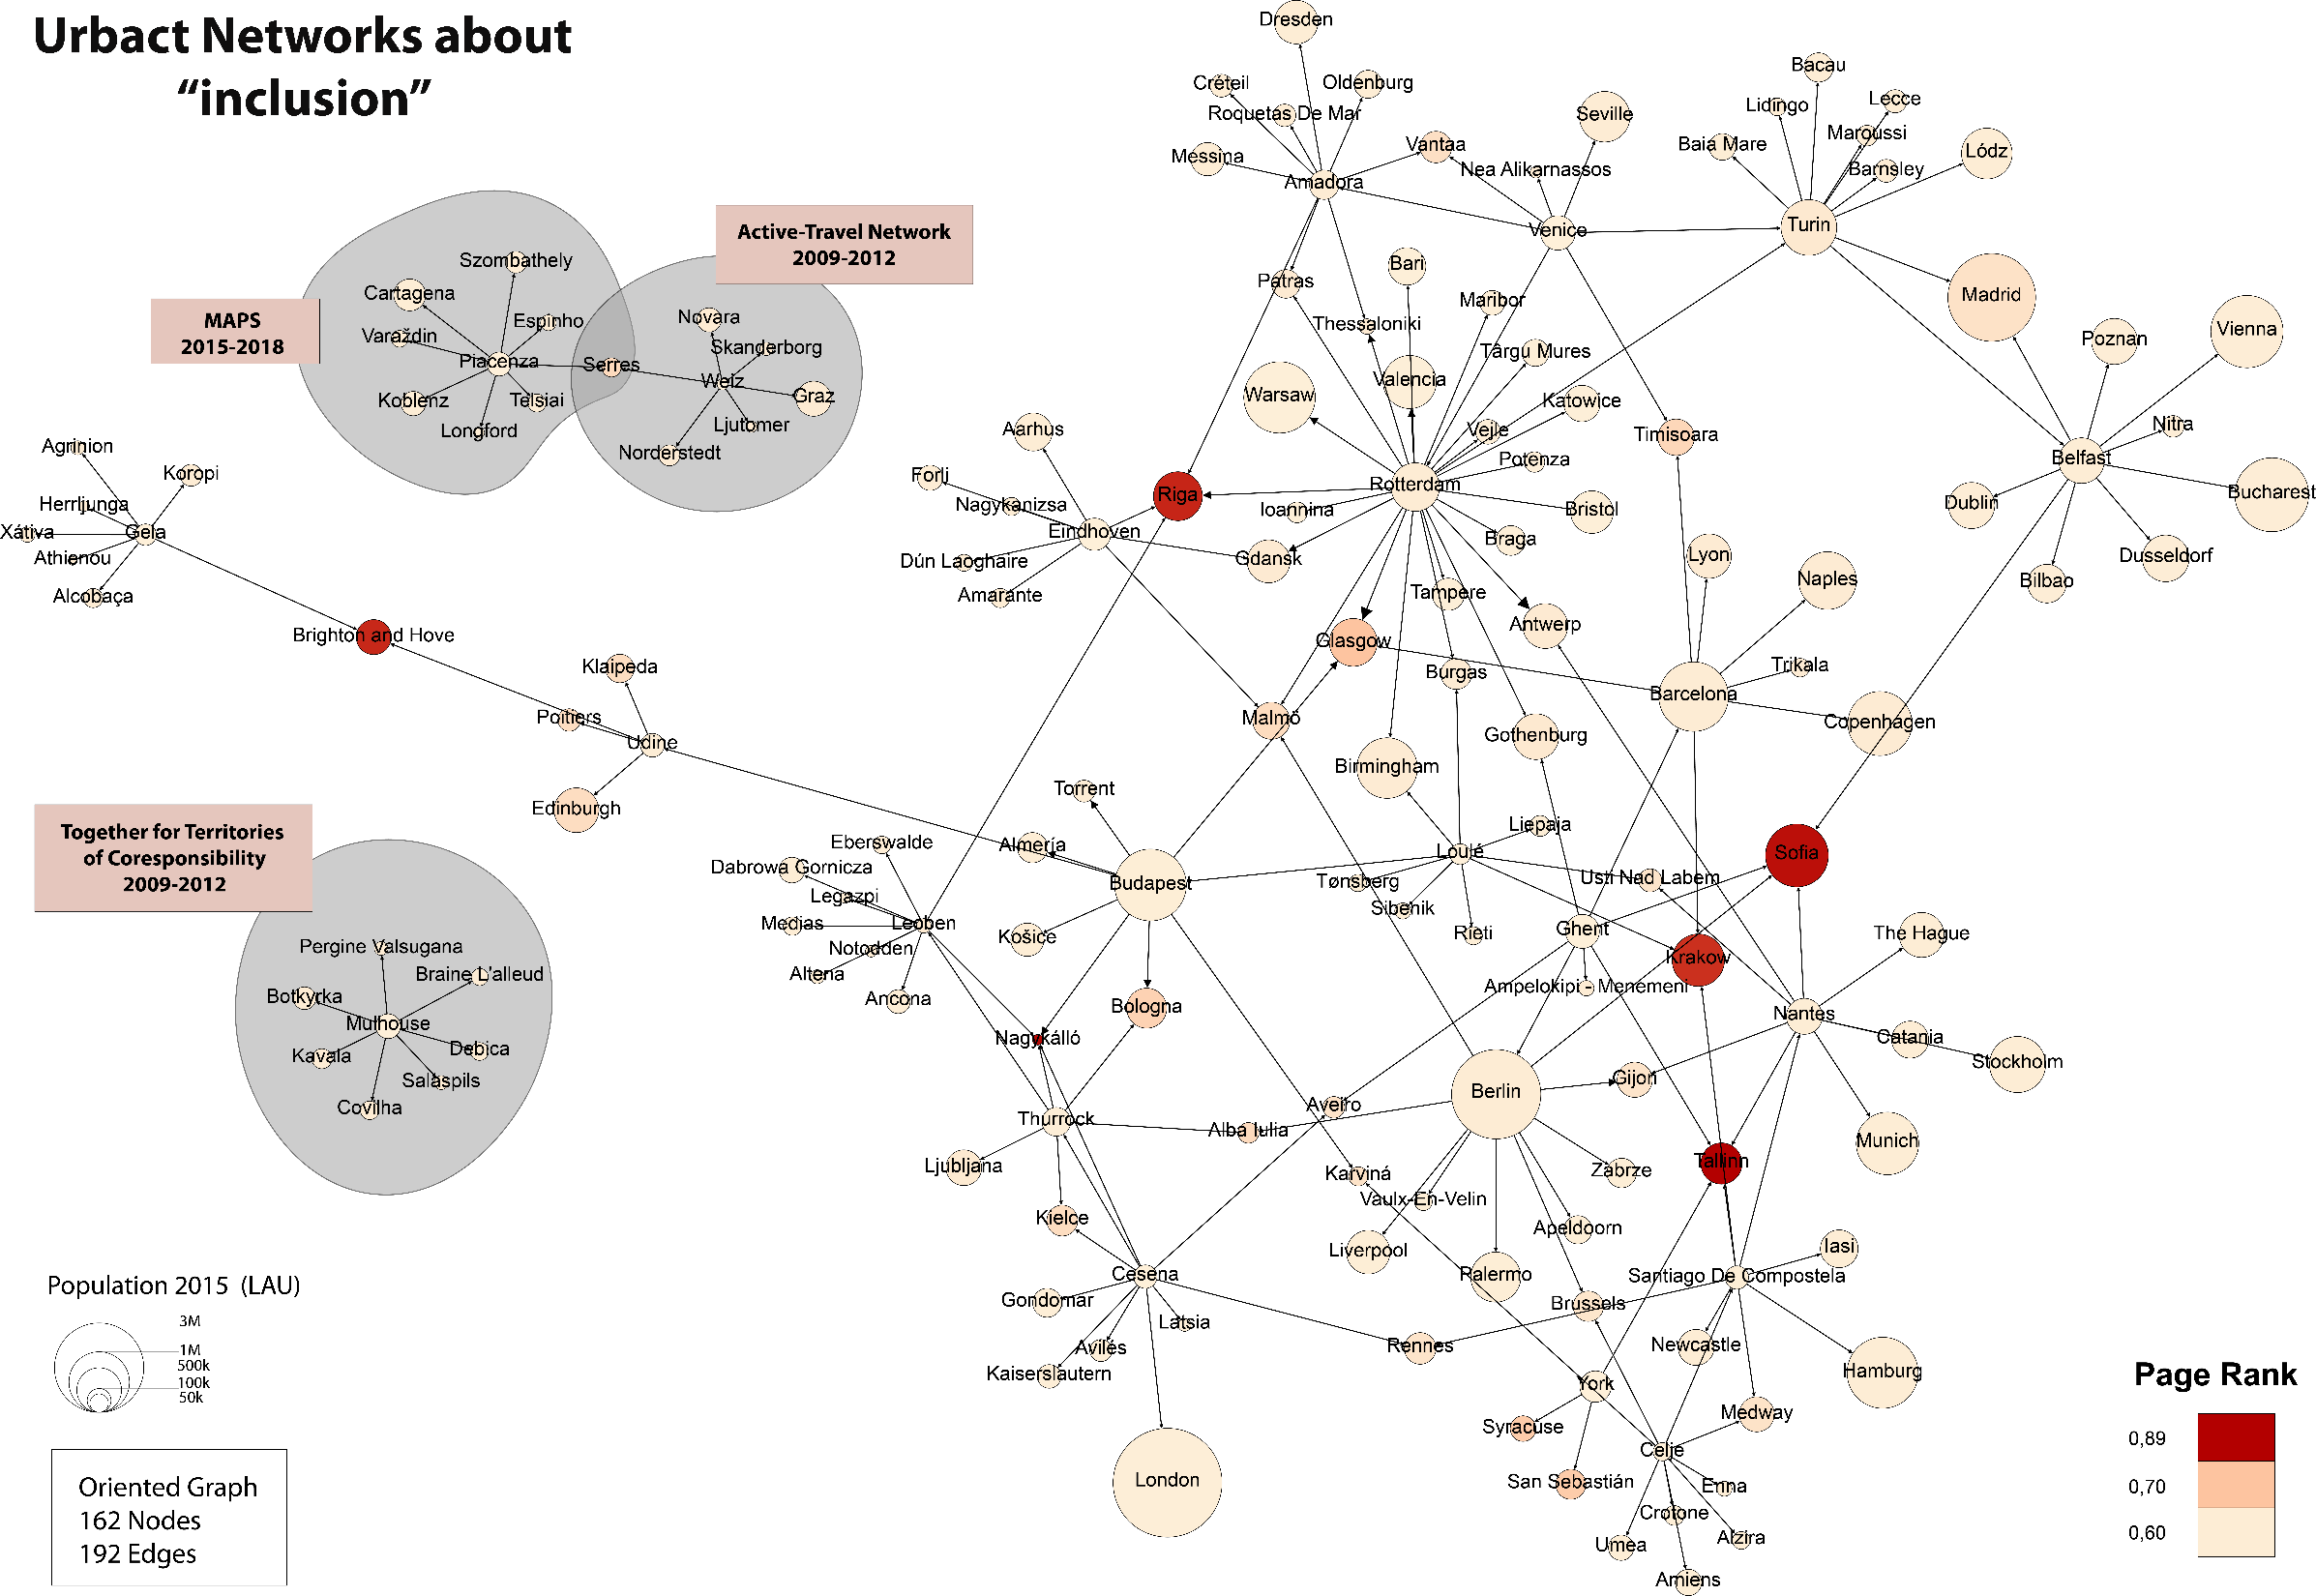 Urbact Networks about
“inclusion”
Dresden
Créteil
Oldenburg
Roquetas De Mar
Messina
Vantaa
Amadora
Seville
Nea Alikarnassos
Venice
Bacau
Lidingo
Lecce
Maroussi
Baia Mare
Barnsley
Lódz
Turin
Madrid
Active-Travel Network
2009-2012
MAPS
2015-2018
Szombathely
Cartagena
Espinho
Varaždin
Piacenza
Serres
Koblenz
Telsiai
Longford
Novara
Skanderborg
Weiz
Graz
Ljutomer
Norderstedt
Patras
Bari
Thessaloniki
Maribor
Târgu Mures
Valencia
Warsaw
Katowice
Vejle
Potenza
Rotterdam
Ioannina
Bristol
Braga
Timisoara
Poznan
Vienna
Nitra
Belfast
Bucharest
Dublin
Dusseldorf
Bilbao
Agrinion
Koropi
Herrljunga
Xátiva
Gela
Athienou
Alcobaça
Brighton and Hove
Aarhus
Forli
Nagykanizsa
Eindhoven
Riga
Dún Laoghaire
Amarante
Gdansk
Tampere
Antwerp
Glasgow
Burgas
Malmö
Gothenburg
Birmingham
Lyon
Naples
Trikala
Barcelona
Copenhagen
Klaipeda
Poitiers
Udine
Edinburgh
Together for Territories
of Coresponsibility
2009-2012
Pergine Valsugana
Braine L'alleud
Botkyrka
Mulhouse
Kavala
Debica
Salaspils
Covilha
Torrent
Almería
Budapest
Košice
Bologna
Eberswalde
Dabrowa Gornicza
Legazpi
Medias
Leoben
Notodden
Altena
Ancona
Nagykálló
Liepaja
Loulé
Tønsberg
Sibenik
Rieti
Usti Nad Labem
Sofia
Ghent
Krakow
Ampelokipi - Menemeni
The Hague
Nantes
Catania
Stockholm
Munich
Berlin
Gijon
Aveiro
Alba Iulia
Thurrock
Ljubljana
Kielce
Karviná
Vaulx-En-Velin
Zabrze
Tallinn
Apeldoorn
Liverpool
Palermo
Cesena
Gondomar
Latsia
Avilés
Kaiserslautern
London
Iasi
Santiago De Compostela
Brussels
Rennes
Newcastle
Hamburg
York
Syracuse
Medway
Celje
San Sebastián
Enna
Crotone
Alzira
Umea
Amiens
Population 2015 (LAU)
3M
1M
500k
100k
50k
Oriented Graph
162 Nodes
192 Edges
Page Rank
0,89
0,70
0,60